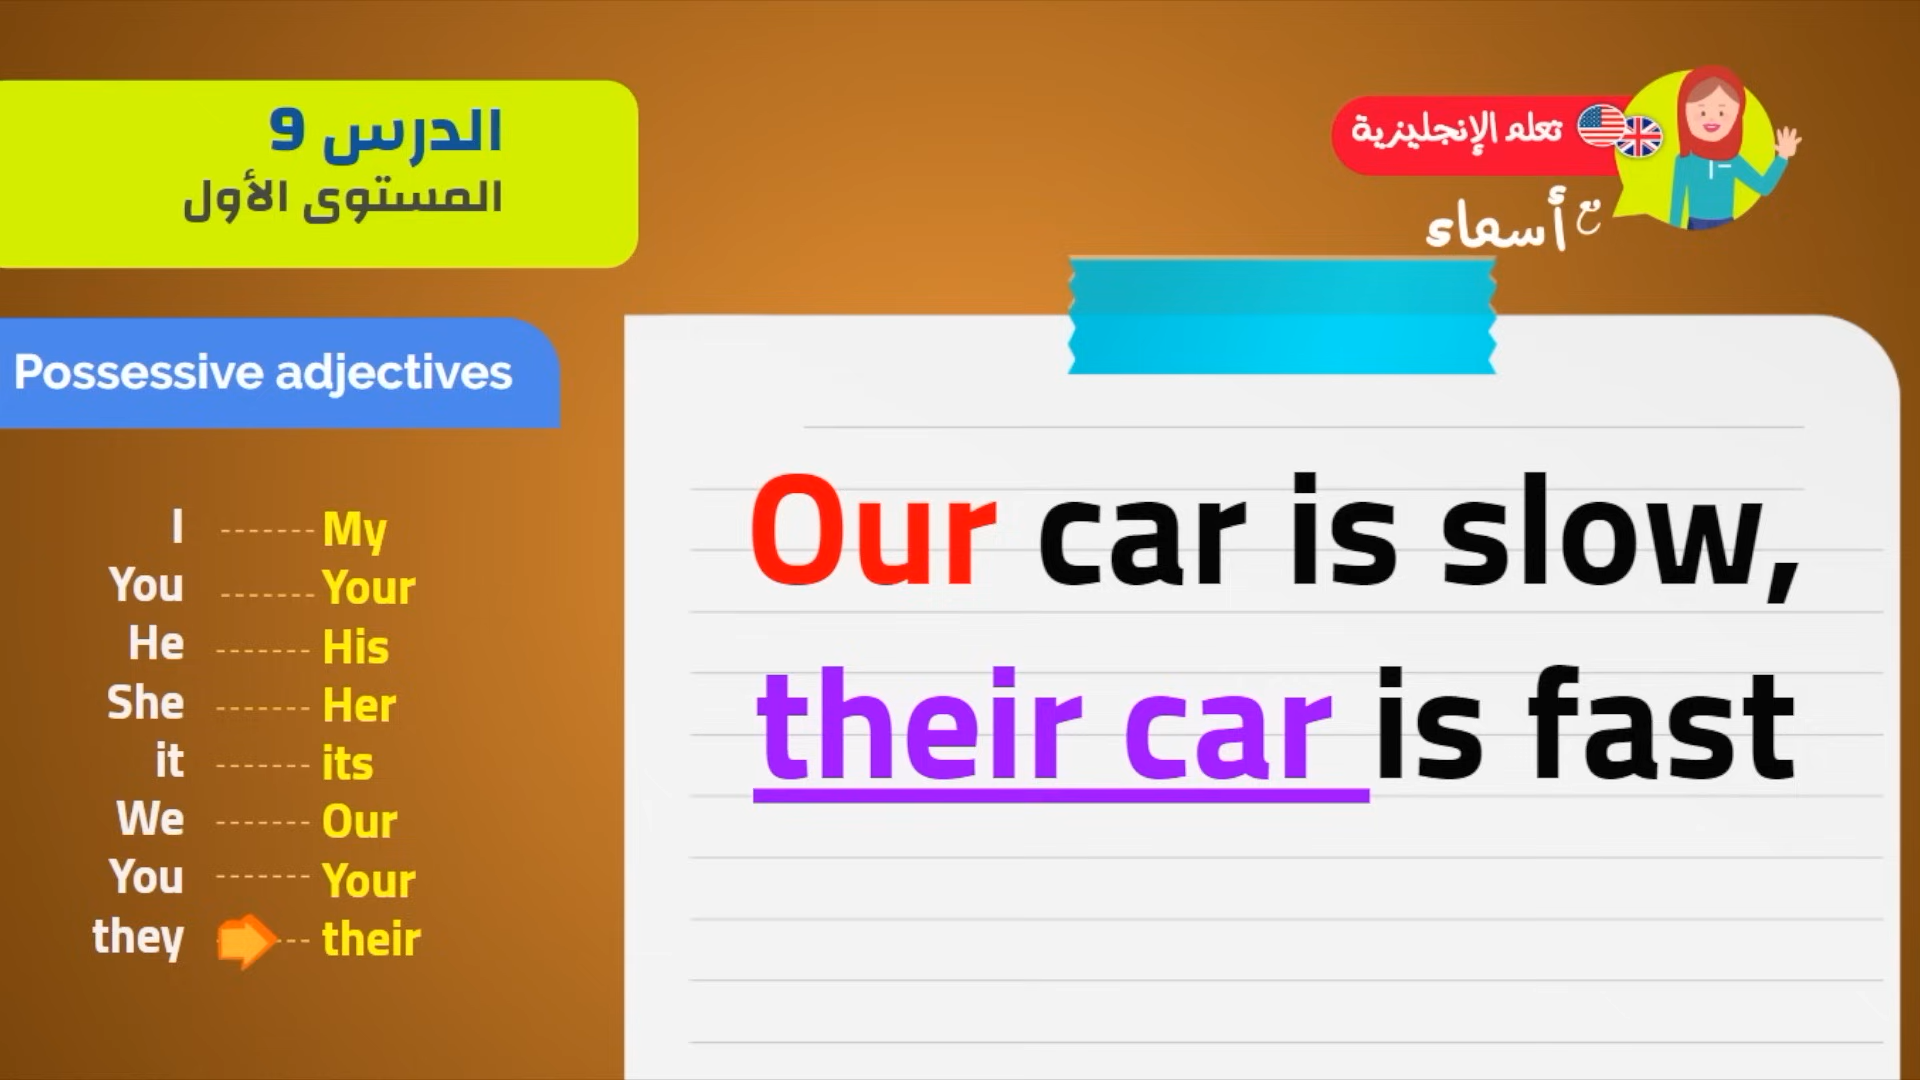 الدرس 9
المستوى الأول
تعلم الإنجليزية
مع أسماء
Possessive adjectives
I ------- My
You ------- Your
He ------- His
She ------- Her
it ------- its
We ------- Our
You ------- Your
they --- their
Our car is slow,
their car is fast